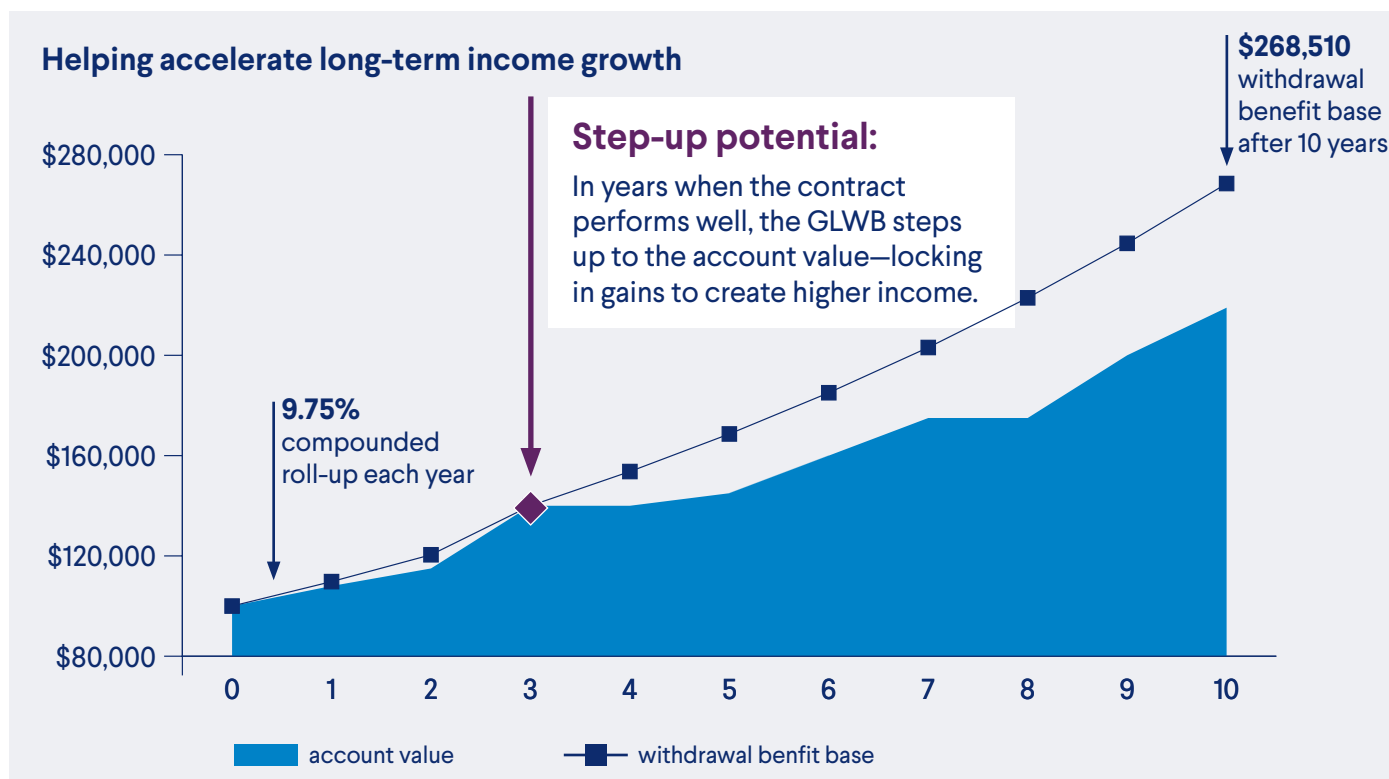 Helping accelerate long-term income growth
$268,510
withdrawal
benefit base
after 10 years
Step-up potential:
In years when the contract
performs well, the GLWB steps
up to the account value—locking
in gains to create higher income.
$280,000
$240,000
$200,000
$160,000
$120,000
$80,000
9.75%
compounded
roll-up each year
0 1 2 3 4 5 6 7 8 9 10
account value
withdrawal benfit base